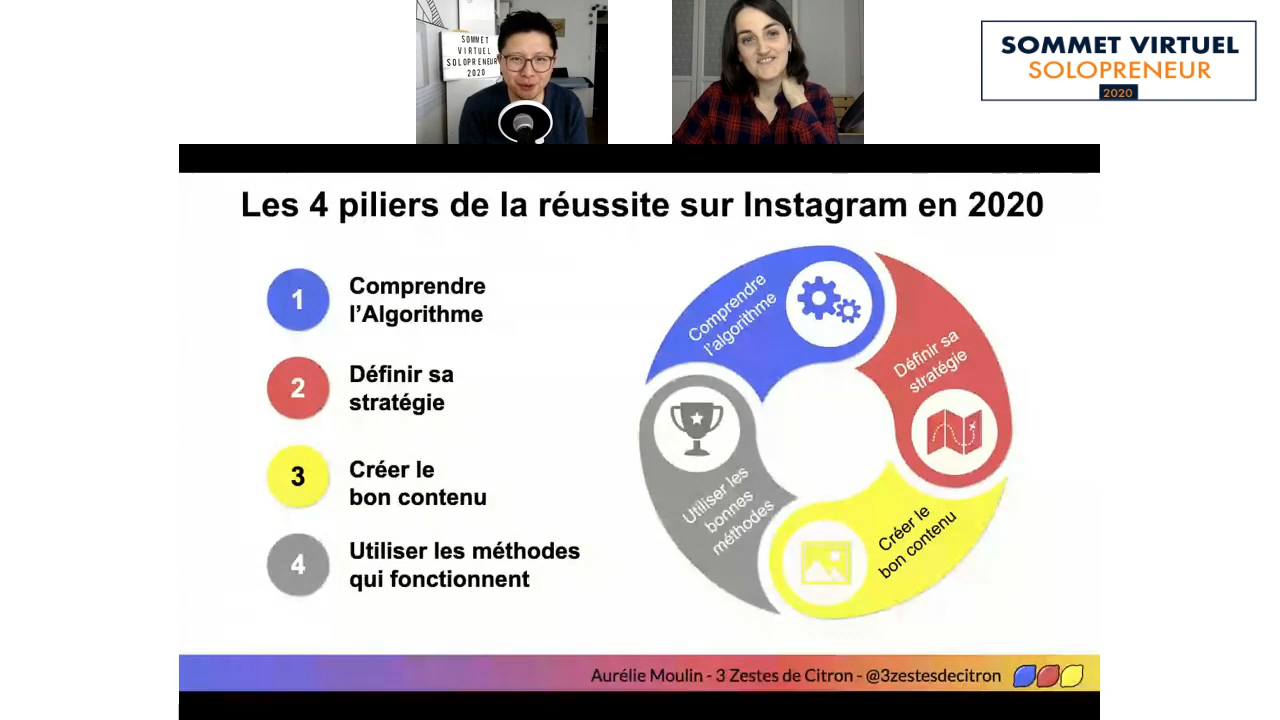 SOMMET
VIRTUEL
SOLOPRENEUR
2020
SOMMET VIRTUEL
SOLOPRENEUR
2020
Les 4 piliers de la réussite sur Instagram en 2020
1
Comprendre
l’Algorithme
2
Définir sa
stratégie
3
Créer le
bon contenu
4
Utiliser les méthodes
qui fonctionnent
Comprendre
l’algorithme
Définir sa
stratégie
Créer le
bon contenu
Utiliser les
bonnes
méthodes
Aurélie Moulin - 3 Zestes de Citron - @3zestesdecitron